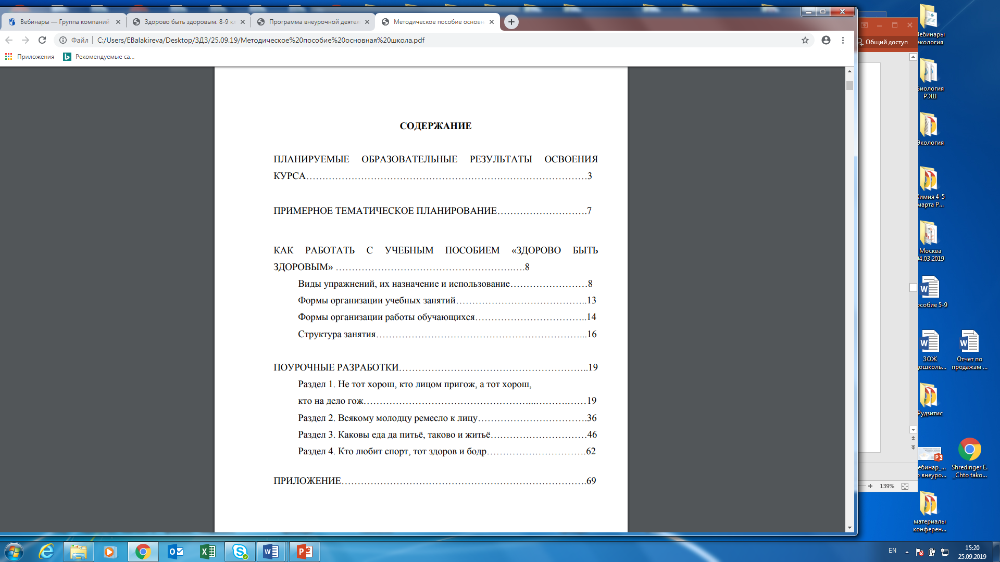 Вебинары — Группа компаний
Здорово быть здоровым. 8-9 кл
Программа внеурочной деятел
Методическое пособие основн
Файл
C:/Users/EBalakireva/Desktop/ЗДЗ/25.09.19/Методическое%20пособие%20основная%20школа.pdf
Приложения
Рекомендуемые са...
Общий доступ
СОДЕРЖАНИЕ
ПЛАНИРУЕМЫЕ ОБРАЗОВАТЕЛЬНЫЕ РЕЗУЛЬТАТЫ ОСВОЕНИЯ
КУРСА……………………………………………………………………………3
ПРИМЕРНОЕ ТЕМАТИЧЕСКОЕ ПЛАНИРОВАНИЕ……………………….7
КАК РАБОТАТЬ С УЧЕБНЫМ ПОСОБИЕМ «ЗДОРОВО БЫТЬ
ЗДОРОВЫМ» ……………………………………………….….8
Виды упражнений, их назначение и использование……………………8
Формы организации учебных занятий…………………………………..13
Формы организации работы обучающихся……………………………..14
Структура занятия………………………………………………………...16
ПОУРОЧНЫЕ РАЗРАБОТКИ…………………………………………………..19
Раздел 1. Не тот хорош, кто лицом пригож, а тот хорош,
кто на дело гож……………………………………………...……………19
Раздел 2. Всякому молодцу ремесло к лицу…………………………….36
Раздел 3. Каковы еда да питьё, таково и житьё…………………………46
Раздел 4. Кто любит спорт, тот здоров и бодр………………………….62
ПРИЛОЖЕНИЕ………………………………………………………………….69
139%
Вебинары
экология
Биология
РЭШ
Экология
Химия 4-5
марта Р...
Москва
04.03.2019
пособие 5-9
ЗОЖ
дошколь...
Отчет по
продажам ...
Рудзитис
вебинар_...
о внеуро...
Shredinger E.
_Chto tako...
материалы
конферен...
EN
15:20
25.09.2019